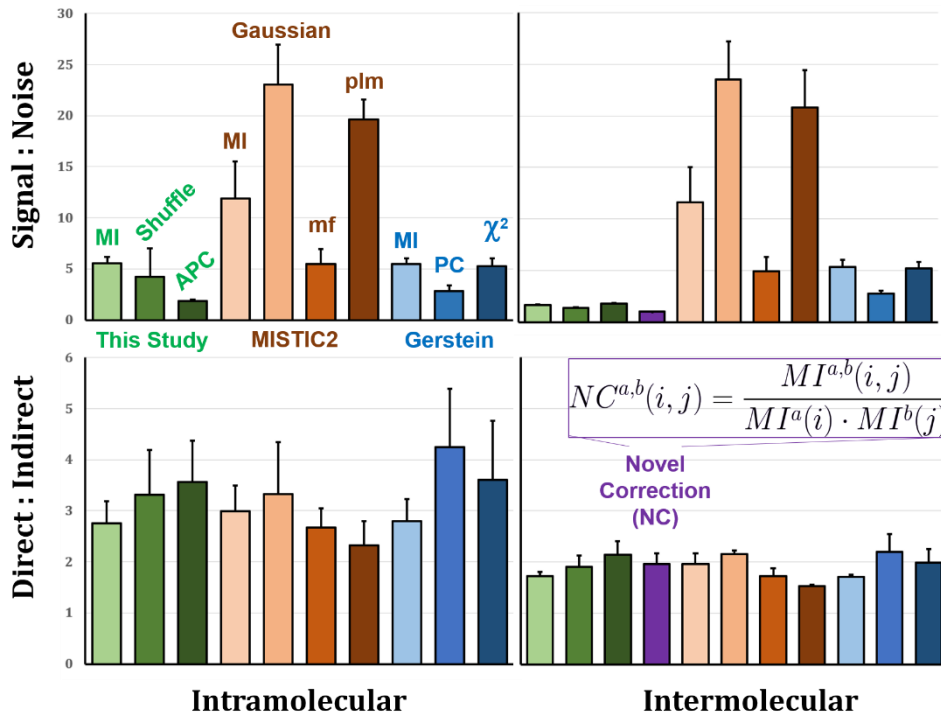 30
25
20
15
10
5
0
Signal : Noise
Gaussian
plm
MI
mf
MI
Shuffle
APC
MI
PC
χ²
This Study
MISTIC2
Gerstein
6
5
4
3
2
1
0
Direct : Indirect
NC^{a,b}(i, j) = \frac{MI^{a,b}(i, j)}{MI^{a}(i) · MI^{b}(j)}
Novel
Correction
(NC)
Intramolecular
Intermolecular